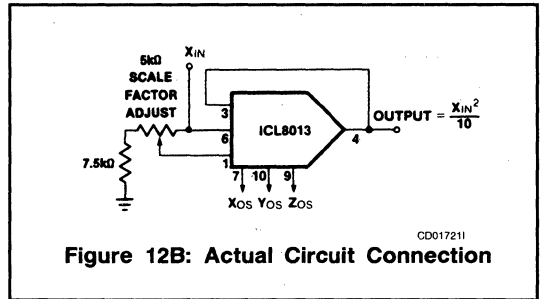 5kΩ
SCALE
FACTOR
ADJUST
XIN
3
6
1
ICL8013
4
OUTPUT = XIN²/10
7.5kΩ
7 10 9
XOS YOS ZOS
CD01721I
Figure 12B: Actual Circuit Connection